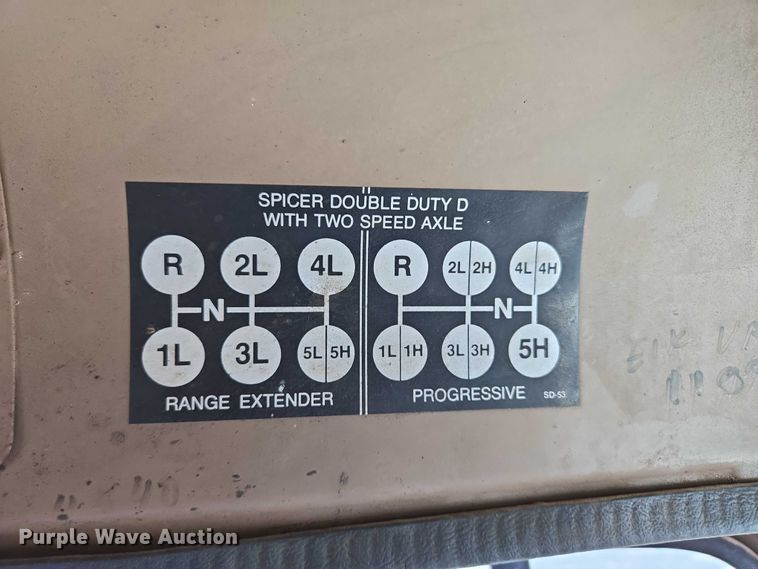 SPICER DOUBLE DUTY D
WITH TWO SPEED AXLE
R 2L 4L
N
1L 3L 5L 5H
RANGE EXTENDER
R 2L 2H 4L 4H
N
1L 1H 3L 3H 5H
PROGRESSIVE
SD-53
Purple Wave Auction